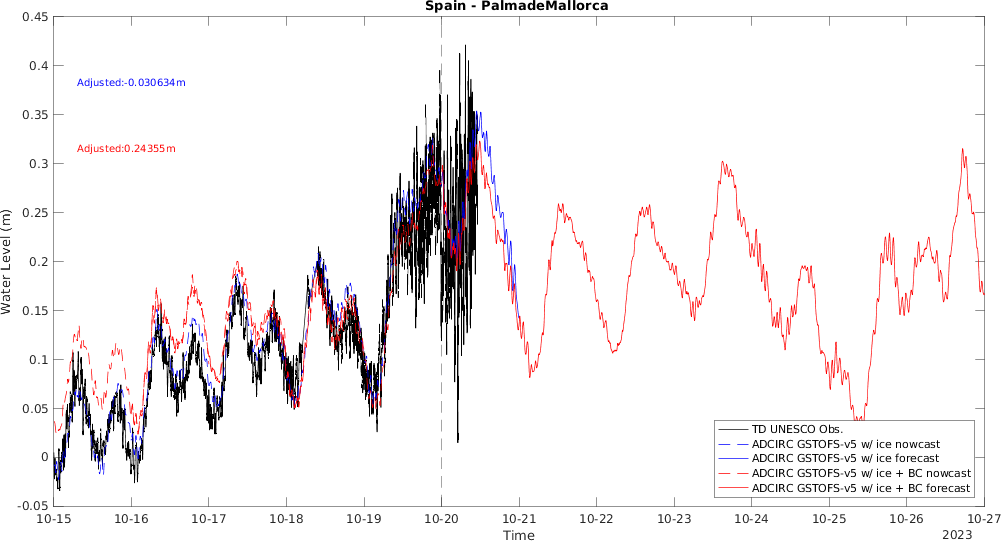 Spain - PalmadeMallorca
Adjusted:-0.030634m
Adjusted:0.24355m
Water Level (m)
0.45
0.4
0.35
0.3
0.25
0.2
0.15
0.1
0.05
0
-0.05
10-15 10-16 10-17 10-18 10-19 10-20 10-21 10-22 10-23 10-24 10-25 10-26 10-27
Time
2023
TD UNESCO Obs.
ADCIRC GSTOFS-v5 w/ ice nowcast
ADCIRC GSTOFS-v5 w/ ice forecast
ADCIRC GSTOFS-v5 w/ ice + BC nowcast
ADCIRC GSTOFS-v5 w/ ice + BC forecast